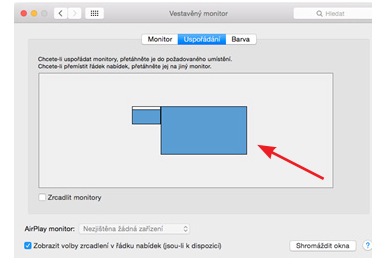 Vestavěný monitor
Hledat
Monitor Uspořádání Barva
Chcete-li uspořádat monitory, přetáhněte je do požadovaného umístění.
Chcete-li přemístit řádek nabídek, přetáhněte jej na jiný monitor.
Zrcadlit monitory
AirPlay monitor: Nezjištěna žádná zařízení
Zobrazit volby zrcadlení v řádku nabídek (jsou-li k dispozici)
Shromáždit okna
?